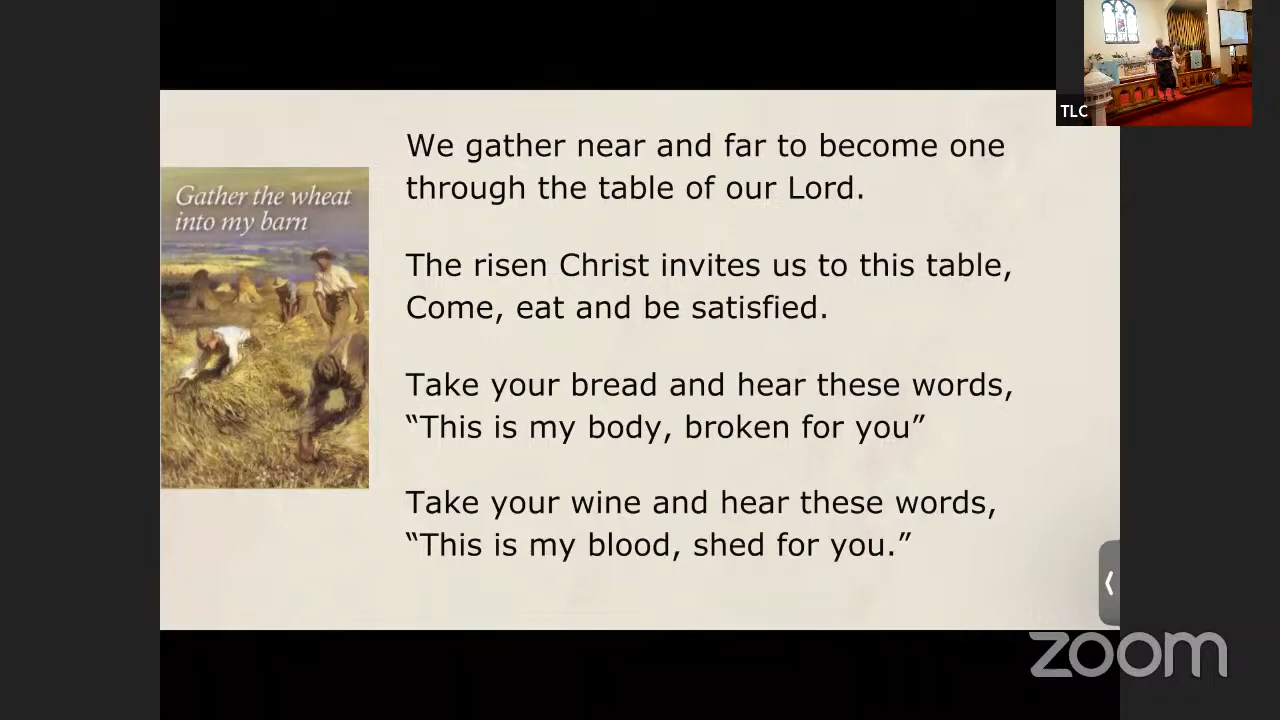 TLC
Gather the wheat
into my barn
We gather near and far to become one
through the table of our Lord.
The risen Christ invites us to this table,
Come, eat and be satisfied.
Take your bread and hear these words,
“This is my body, broken for you”
Take your wine and hear these words,
“This is my blood, shed for you.”
zoom